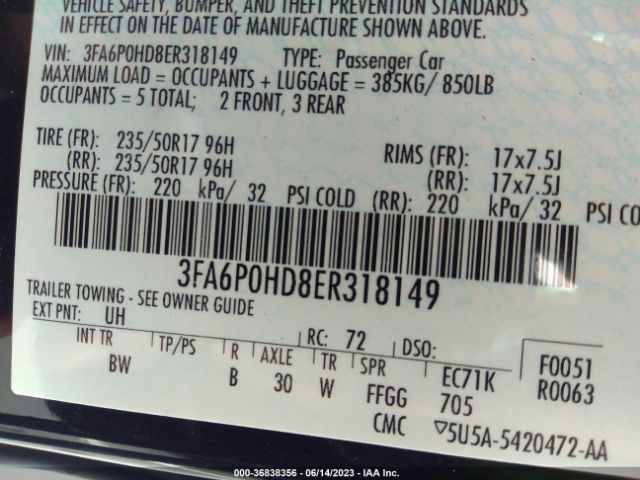 VEHICLE SAFETY, BUMPER, AND THEFT PREVENTION STANDARDS
IN EFFECT ON THE DATE OF MANUFACTURE SHOWN ABOVE.
VIN: 3FA6P0HD8ER318149 TYPE: Passenger Car
MAXIMUM LOAD = OCCUPANTS + LUGGAGE = 385KG/ 850LB
OCCUPANTS = 5 TOTAL; 2 FRONT, 3 REAR
TIRE (FR): 235/50R17 96H RIMS (FR): 17x7.5J
(RR): 235/50R17 96H (RR): 17x7.5J
PRESSURE (FR): 220 kPa/ 32 PSI COLD (RR): 220 kPa/ 32 PSI COLD
3FA6P0HD8ER318149
TRAILER TOWING - SEE OWNER GUIDE
EXT PNT: UH RC: 72 DSO: F0051
INT TR TP/PS R AXLE TR SPR EC71K R0063
BW B 30 W FFGG 705
CMC ▽5U5A-5420472-AA
000-36838356 - 06/14/2023 - IAA Inc.